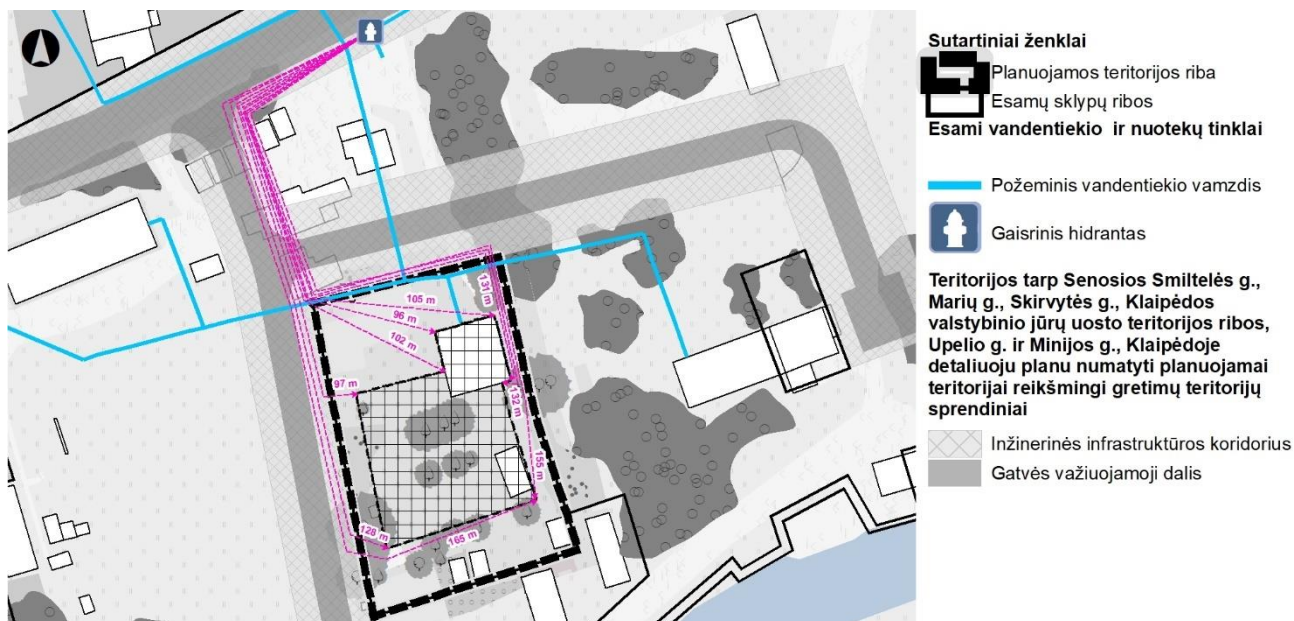 131 m
105 m
96 m
102 m
97 m
132 m
155 m
128 m
165 m
Sutartiniai ženklai
Planuojamos teritorijos riba
Esamų sklypų ribos
Esami vandentiekio ir nuotekų tinklai
Požeminis vandentiekio vamzdis
Gaisrinis hidrantas
Teritorijos tarp Senosios Smiltelės g.,
Marių g., Skirvytės g., Klaipėdos
valstybinio jūrų uosto teritorijos ribos,
Upelio g. ir Minijos g., Klaipėdoje
detaliuoju planu numatyti planuojamai
teritorijai reikšmingi gretimų teritorijų
sprendiniai
Inžinerinės infrastruktūros koridorius
Gatvės važiuojamoji dalis